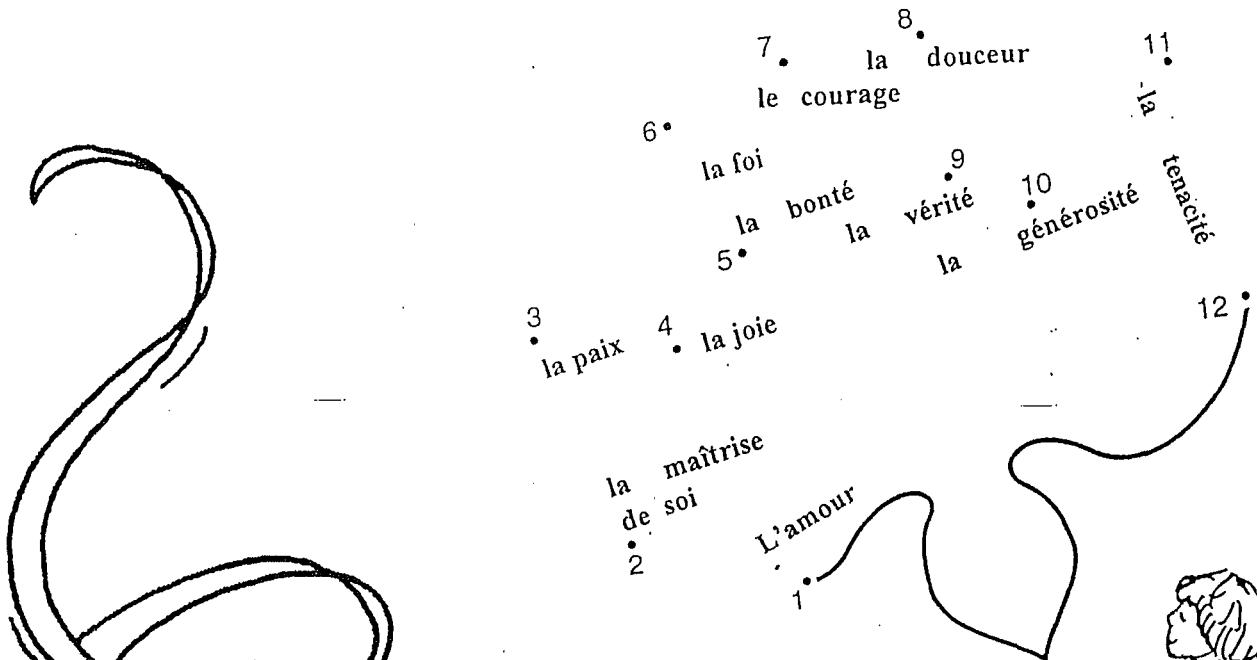 8
7
11
la douceur
le courage
la
6
la foi
9
10
tenacité
la bonté
la vérité
la générosité
5
3
4
la paix
la joie
12
la maîtrise
de soi
L'amour
2
1